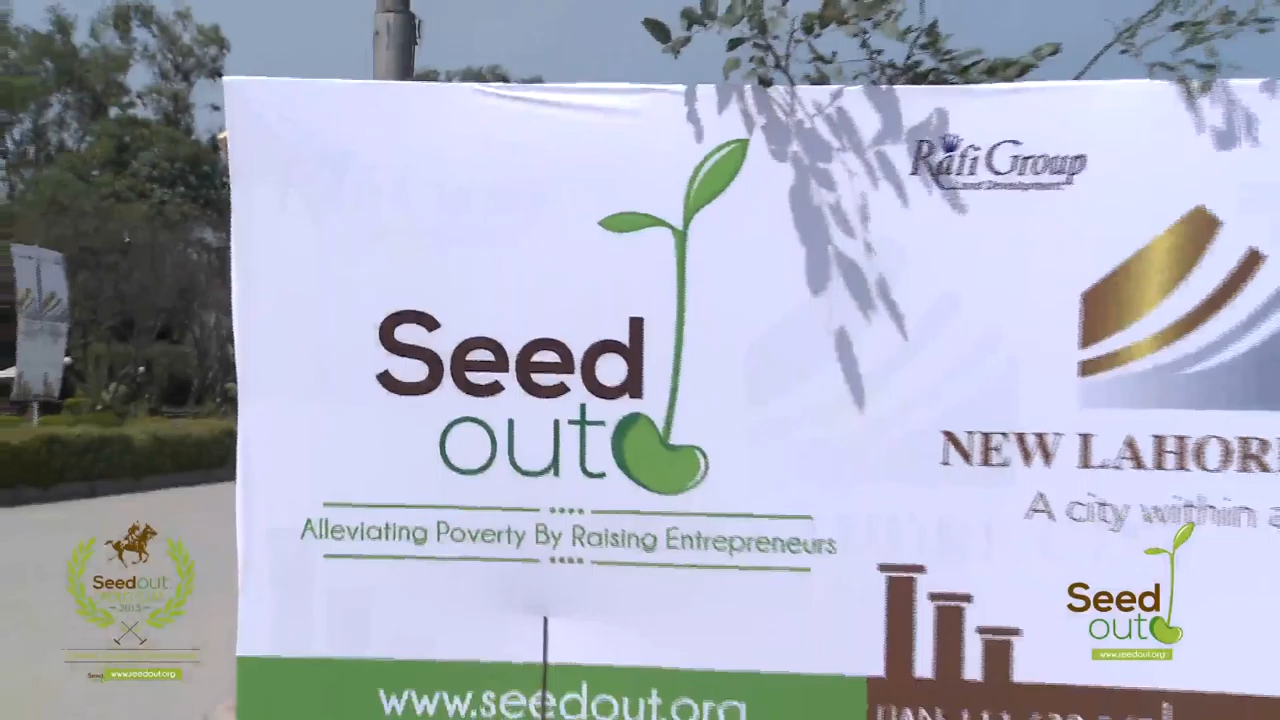 Rafi Group
Seed
out
NEW LAHOR
A city within a
Alleviating Poverty By Raising Entrepreneurs
www.seedout.org
Seedout
2013
www.seedout.org
Seed
out
www.seedout.org